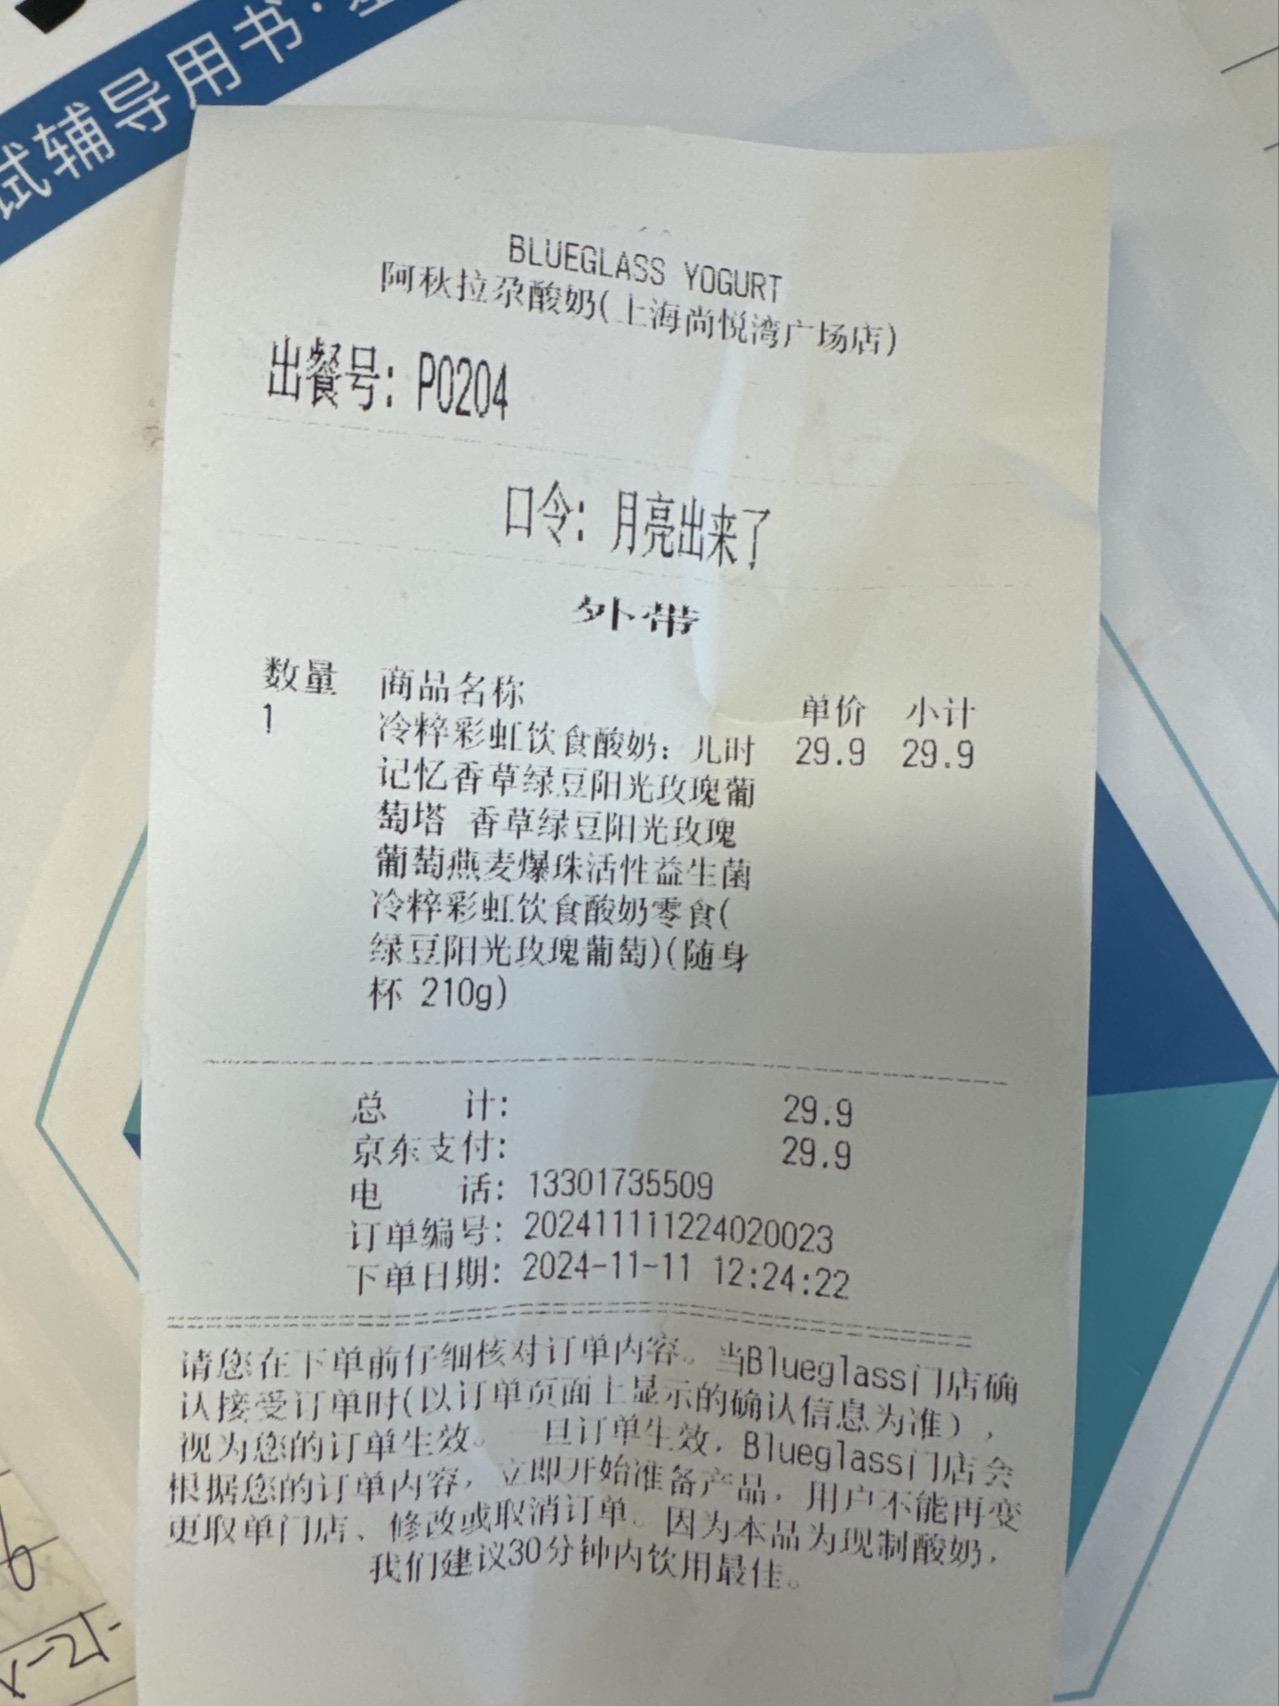 试辅导用书·
BLUEGLASS YOGURT
阿秋拉尕酸奶(上海尚悦湾广场店)
出餐号: P0204
口令: 月亮出来了
外带
数量 商品名称 单价 小计
1 冷粹彩虹饮食酸奶: 儿时 29.9 29.9
记忆香草绿豆阳光玫瑰葡
萄塔 香草绿豆阳光玫瑰
葡萄燕麦爆珠活性益生菌
冷粹彩虹饮食酸奶零食(
绿豆阳光玫瑰葡萄)(随身
杯 210g)
总 计: 29.9
京东支付: 29.9
电 话: 13301735509
订单编号: 202411111224020023
下单日期: 2024-11-11 12:24:22
请您在下单前仔细核对订单内容。当Blueglass门店确
认接受订单时(以订单页面上显示的确认信息为准),
视为您的订单生效。一旦订单生效, Blueglass门店会
根据您的订单内容, 立即开始准备产品, 用户不能再变
更取单门店、修改或取消订单。因为本品为现制酸奶,
我们建议30分钟内饮用最佳。